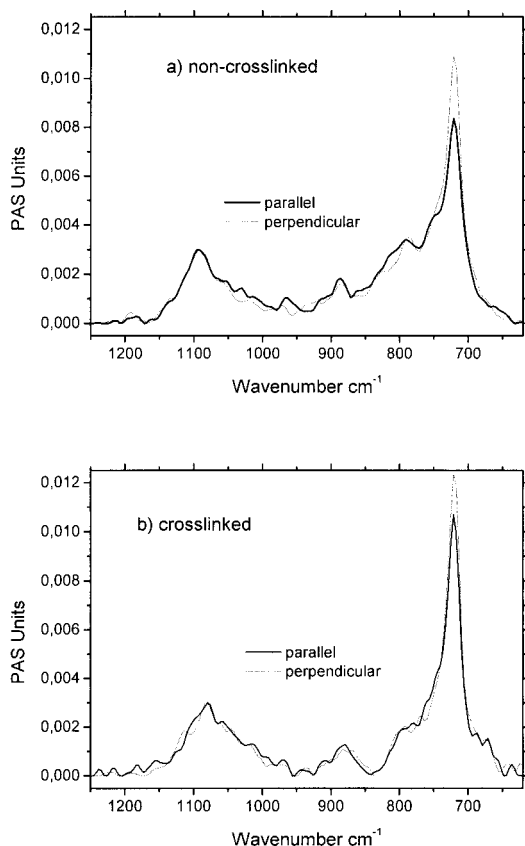 0,012
a) non-crosslinked
0,010
0,008
0,006
PAS Units
parallel
0,004
perpendicular
0,002
0,000
1200 1100 1000 900 800 700
Wavenumber cm-1
0,012
b) crosslinked
0,010
0,008
0,006
PAS Units
parallel
0,004
perpendicular
0,002
0,000
1200 1100 1000 900 800 700
Wavenumber cm-1